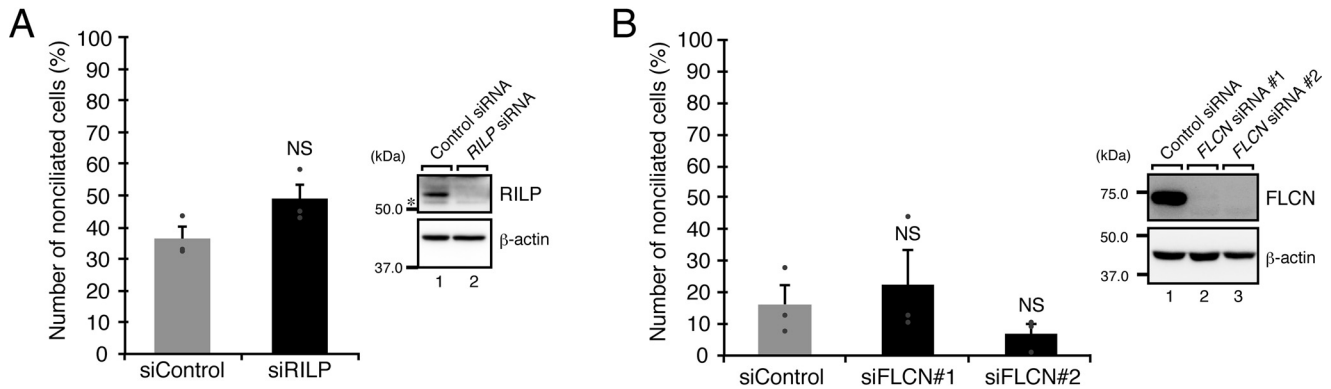 A
Number of nonciliated cells (%)
100
90
80
70
60
50
40
30
20
10
0
NS
siControl
siRILP
(kDa)
Control siRNA
RILP siRNA
*
50.0
37.0
RILP
β-actin
1 2
B
Number of nonciliated cells (%)
100
90
80
70
60
50
40
30
20
10
0
NS
NS
siControl
siFLCN#1
siFLCN#2
(kDa)
Control siRNA
FLCN siRNA #1
FLCN siRNA #2
75.0
50.0
37.0
FLCN
β-actin
1 2 3